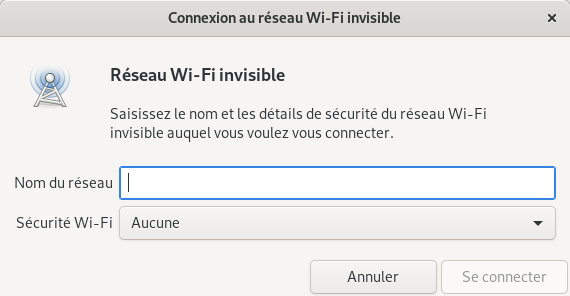 Connexion au réseau Wi-Fi invisible
Réseau Wi-Fi invisible
Saisissez le nom et les détails de sécurité du réseau Wi-Fi
invisible auquel vous voulez vous connecter.
Nom du réseau
Sécurité Wi-Fi Aucune
Annuler Se connecter